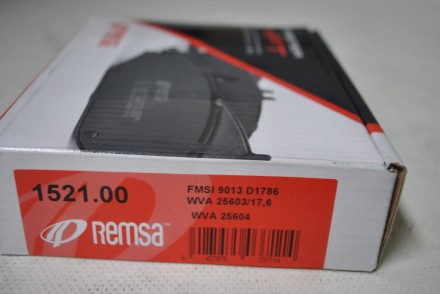 1521.00
FMSI 9013 D1786
WVA 25603/17,6
WVA 25604
Remsa